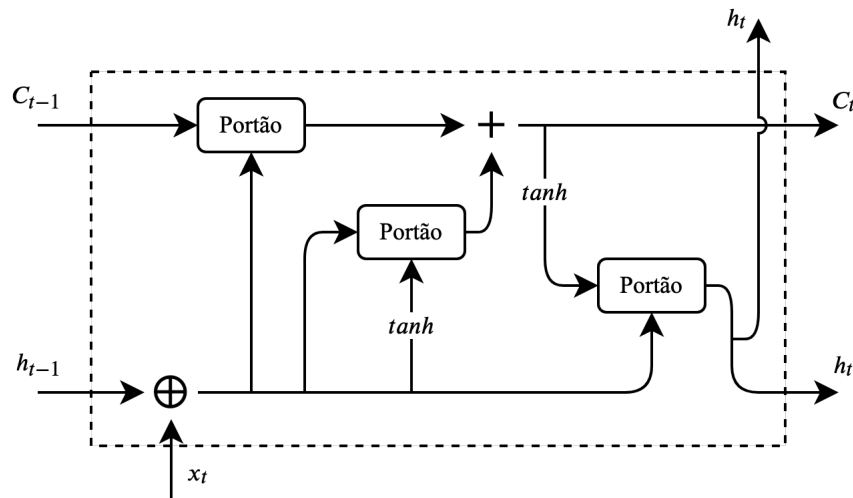 h_t
C_{t−1}
Portão
+
C_t
tanh
Portão
Portão
tanh
h_{t−1}
⊕
h_t
x_t